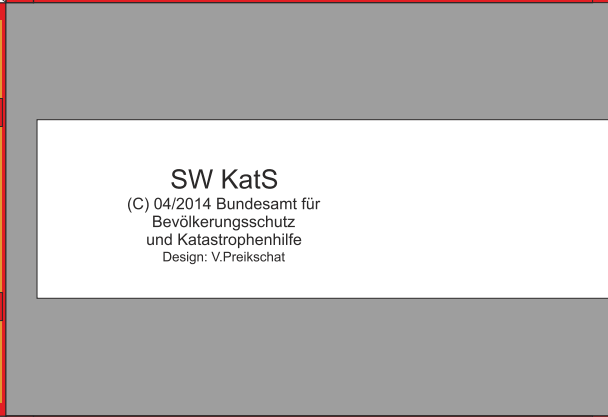 SW KatS
(C) 04/2014 Bundesamt für
Bevölkerungsschutz
und Katastrophenhilfe
Design: V.Preikschat